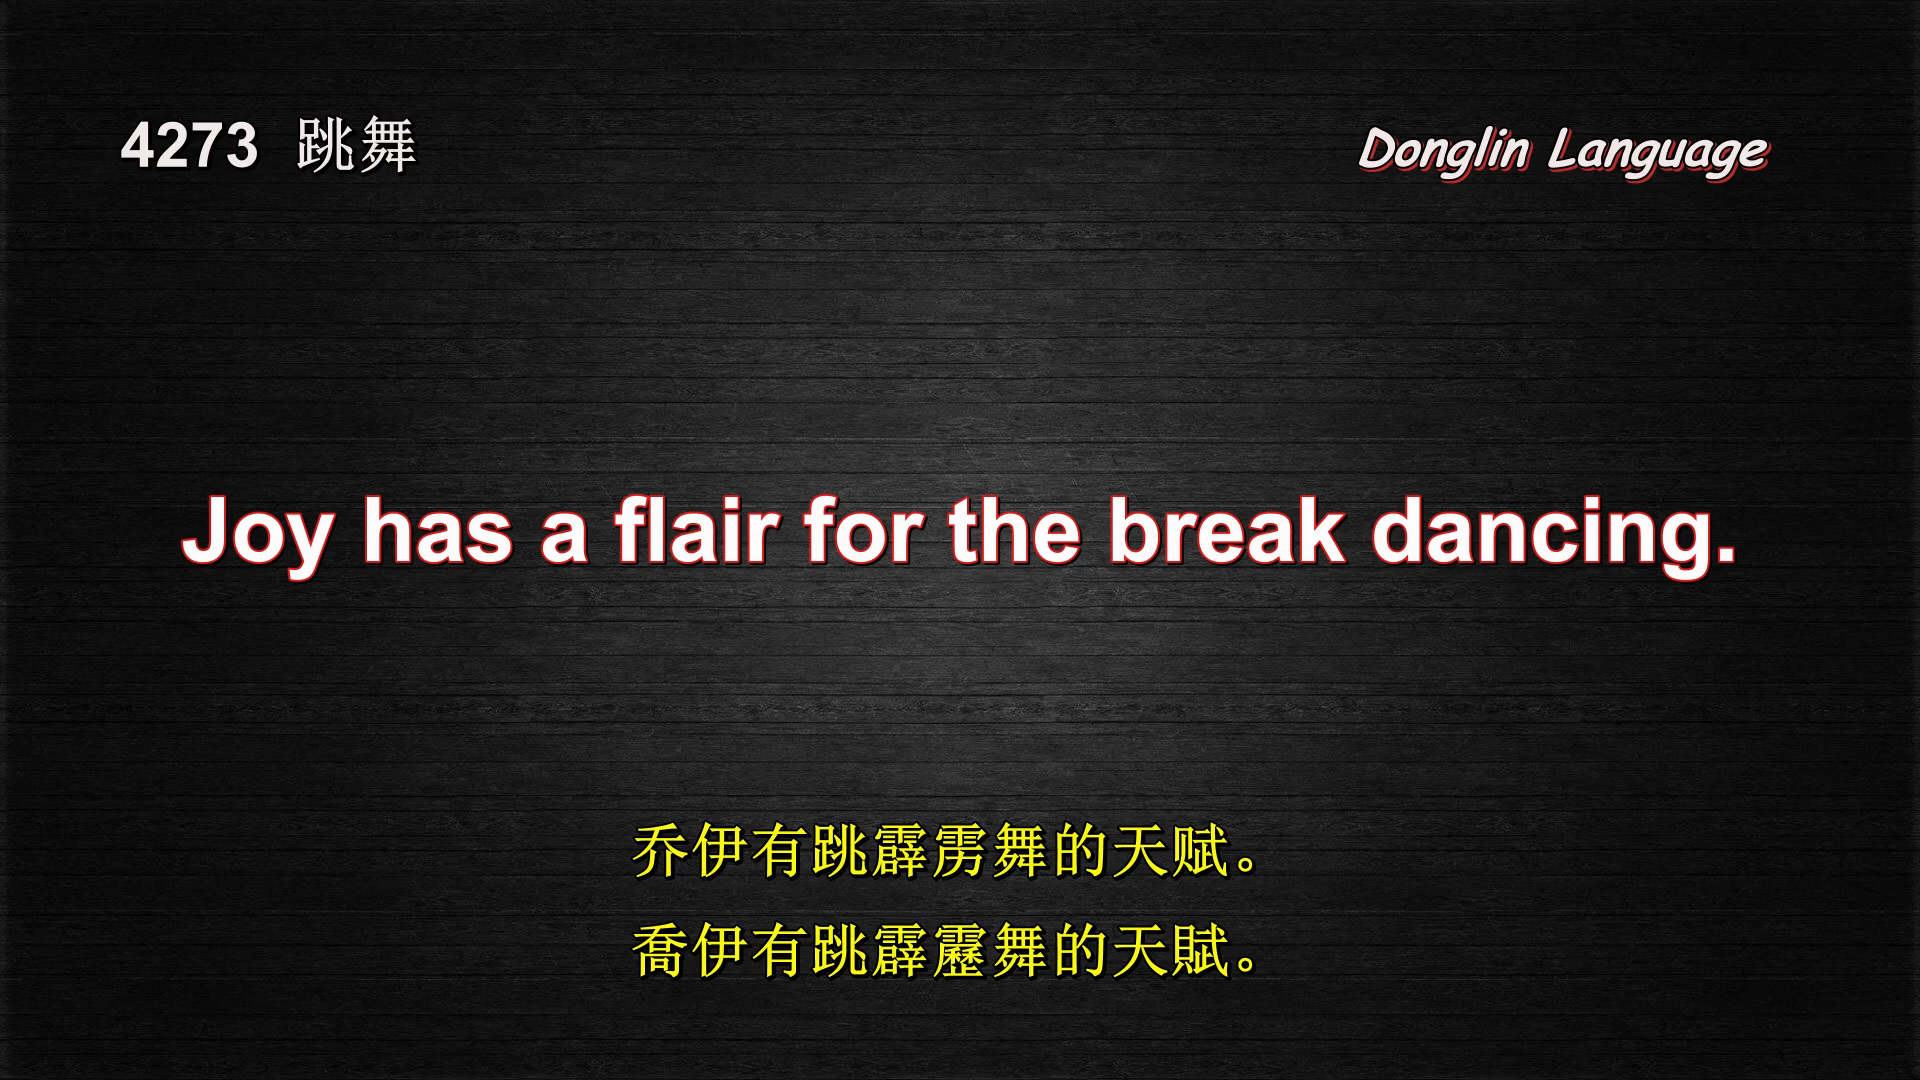 4273 跳舞
Donglin Language
Joy has a flair for the break dancing.
乔伊有跳霹雳舞的天赋。
喬伊有跳霹靂舞的天賦。